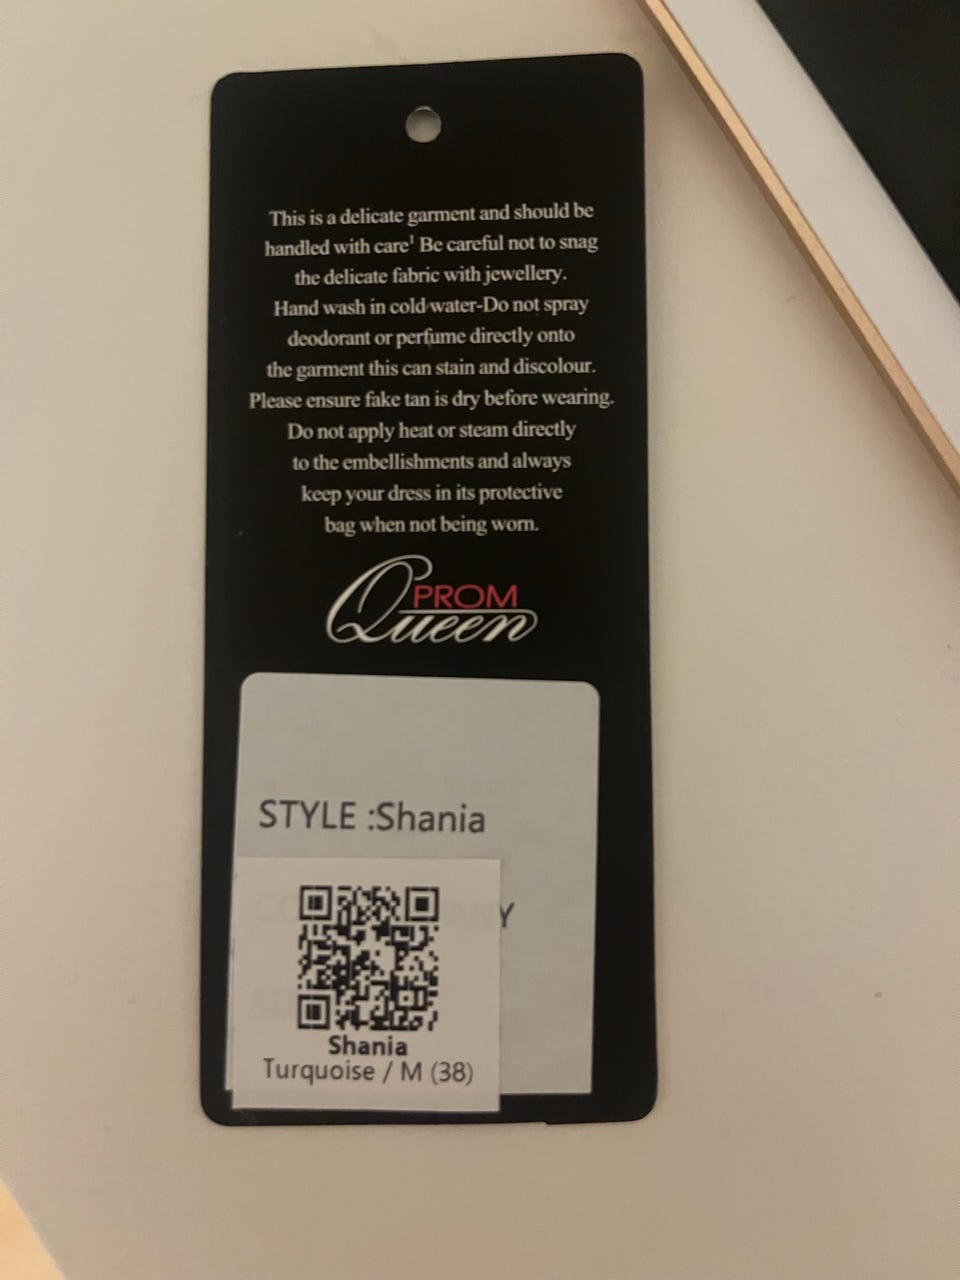 This is a delicate garment and should be
handled with care¹ Be careful not to snag
the delicate fabric with jewellery.
Hand wash in cold water-Do not spray
deodorant or perfume directly onto
the garment this can stain and discolour.
Please ensure fake tan is dry before wearing.
Do not apply heat or steam directly
to the embellishments and always
keep your dress in its protective
bag when not being worn.
PROM
Queen
STYLE :Shania
Shania
Turquoise / M (38)